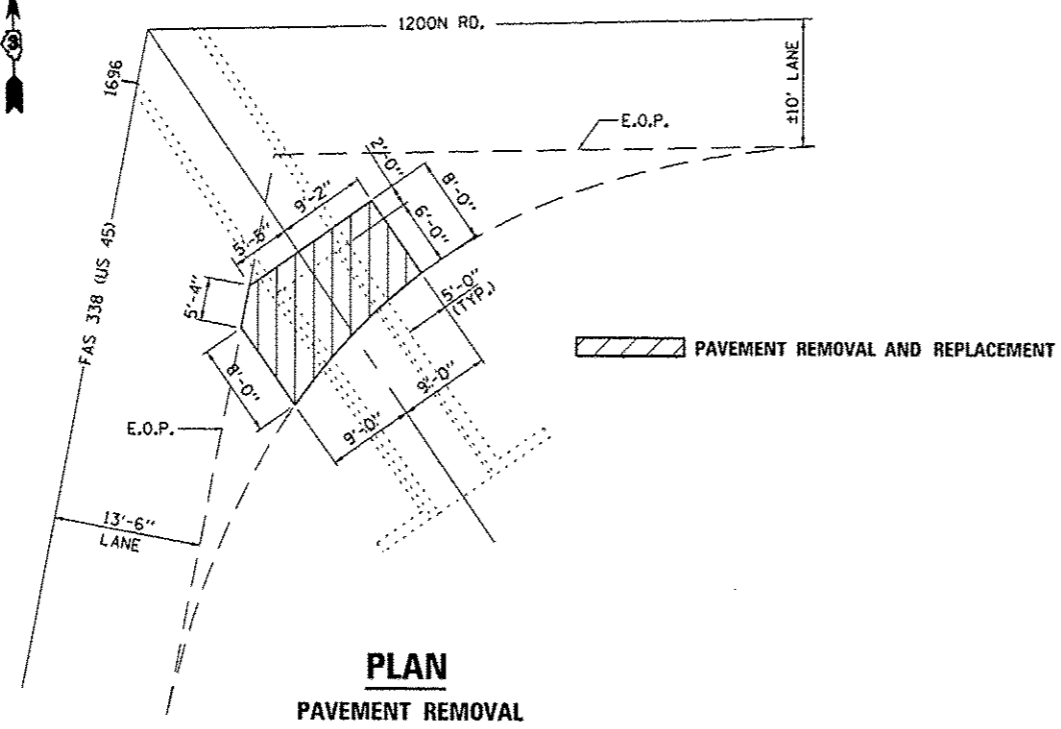 1200N RD.
3
1696
±10' LANE
E.O.P.
2'-0"
9'-2"
8'-0"
6'-0"
5'-6"
FAS 338 (US 45)
5'-4"
5'-0"
(TYP.)
PAVEMENT REMOVAL AND REPLACEMENT
8'-0"
9'-0"
9'-0"
E.O.P.
13'-6"
LANE
PLAN
PAVEMENT REMOVAL